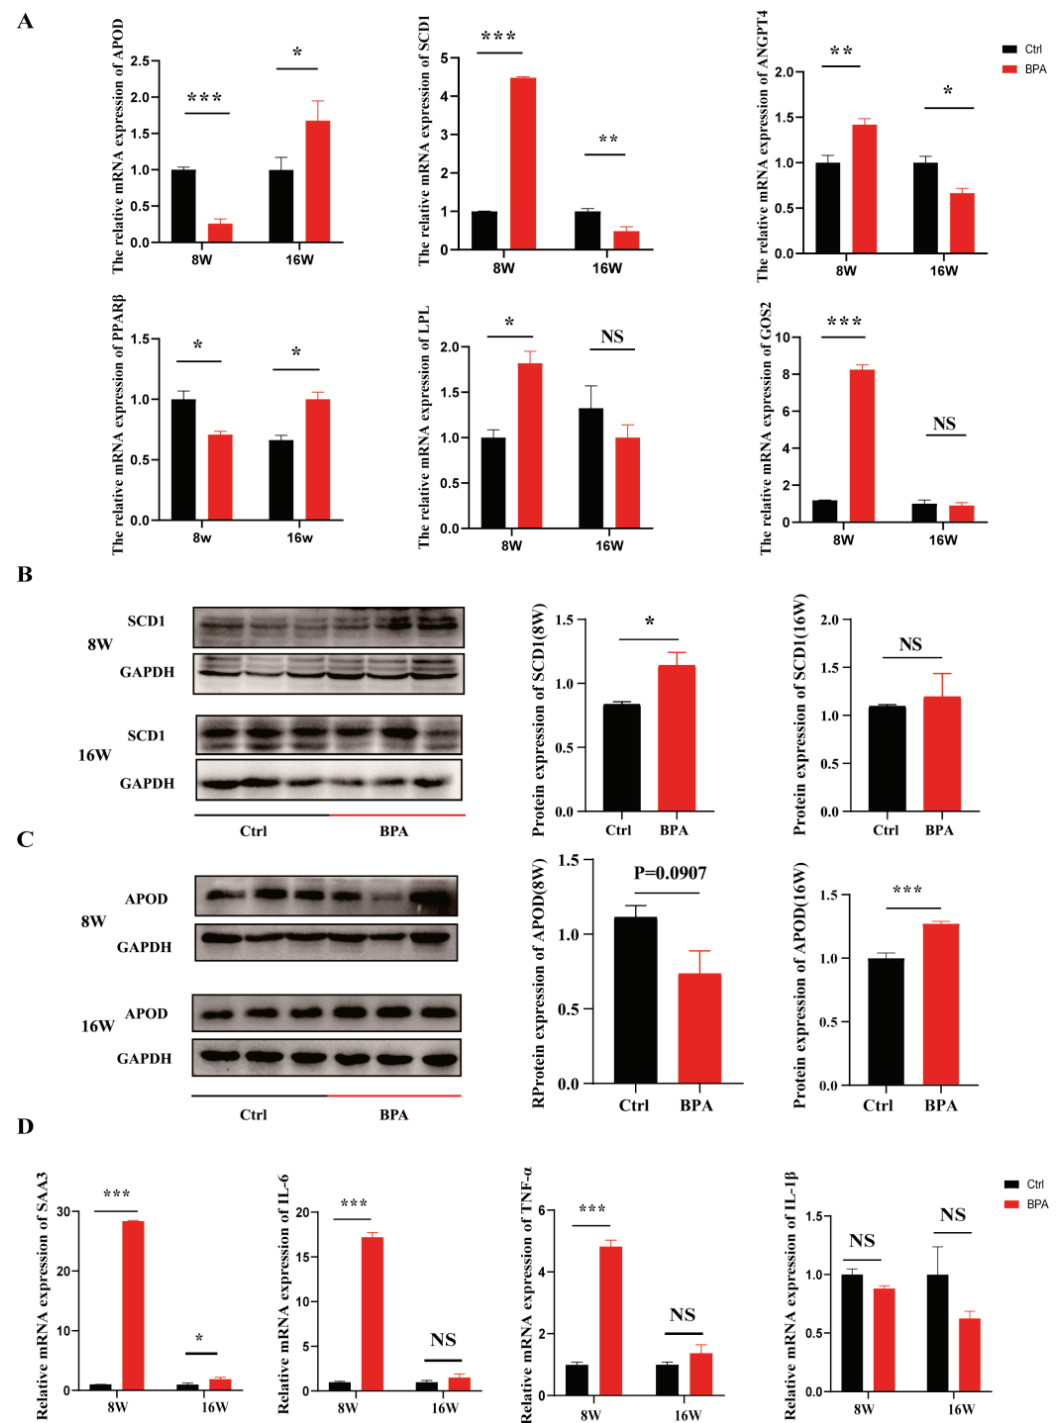 A
The relative mRNA expression of APOD
2.5
2.0
1.5
1.0
0.5
0.0
***
*
8W
16W
The relative mRNA expression of SCD1
5
4
3
2
1
0
***
**
8W
16W
The relative mRNA expression of ANGPT4
2.0
1.5
1.0
0.5
0.0
**
*
8W
16W
Ctrl
BPA
The relative mRNA expression of PPARβ
1.5
1.0
0.5
0.0
*
*
8w
16w
The relative mRNA expression of LPL
2.0
1.5
1.0
0.5
0.0
*
NS
8W
16W
The relative mRNA expression of GOS2
10
8
6
4
2
0
***
NS
8W
16W
B
8W
SCD1
GAPDH
16W
SCD1
GAPDH
Ctrl
BPA
Protein expression of SCD1(8W)
1.5
1.0
0.5
0.0
*
Ctrl
BPA
Protein expression of SCD1(16W)
2.0
1.5
1.0
0.5
0.0
NS
Ctrl
BPA
C
8W
APOD
GAPDH
16W
APOD
GAPDH
Ctrl
BPA
RProtein expression of APOD(8W)
1.5
1.0
0.5
0.0
P=0.0907
Ctrl
BPA
Protein expression of APOD(16W)
1.5
1.0
0.5
0.0
***
Ctrl
BPA
D
Relative mRNA expression of SAA3
30
20
10
0
***
*
8W
16W
Relative mRNA expression of IL-6
20
15
10
5
0
***
NS
8W
16W
Relative mRNA expression of TNF-α
6
4
2
0
***
NS
8W
16W
Relative mRNA expression of IL-1β
1.5
1.0
0.5
0.0
NS
NS
8W
16W
Ctrl
BPA